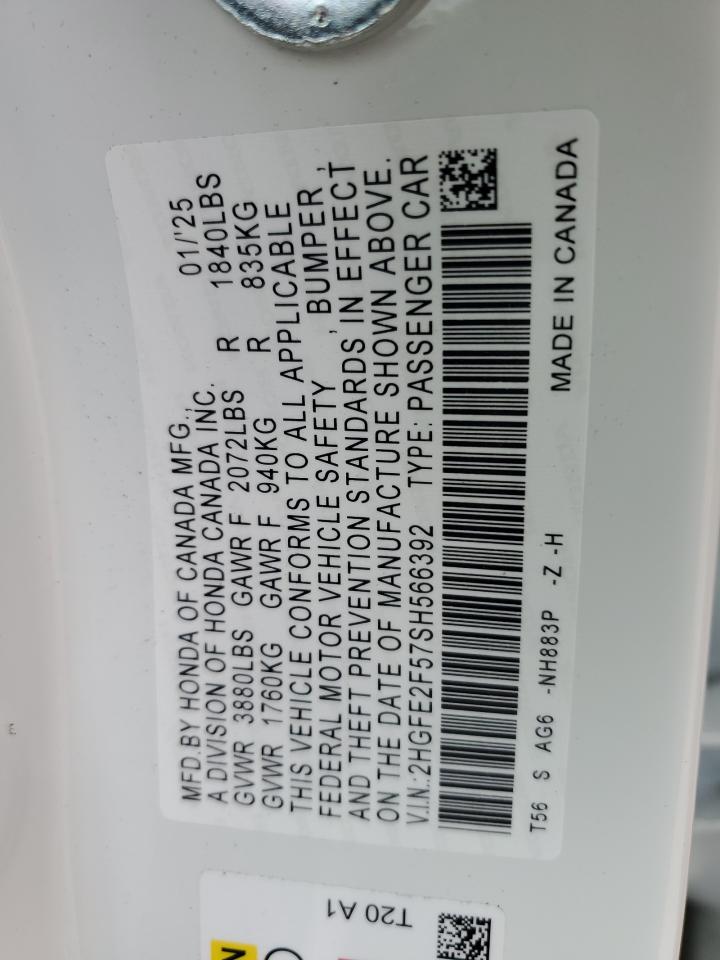 MFD.BY HONDA OF CANADA MFG., 01/'25
A DIVISION OF HONDA CANADA INC.
GVWR 3880LBS GAWR F 2072LBS R 1840LBS
GVWR 1760KG GAWR F 940KG R 835KG
THIS VEHICLE CONFORMS TO ALL APPLICABLE
FEDERAL MOTOR VEHICLE SAFETY , BUMPER ,
AND THEFT PREVENTION STANDARDS IN EFFECT
ON THE DATE OF MANUFACTURE SHOWN ABOVE.
V.I.N.:2HGFE2F57SH566392 TYPE: PASSENGER CAR
T56 S AG6 -NH883P -Z -H
MADE IN CANADA
T20 A1